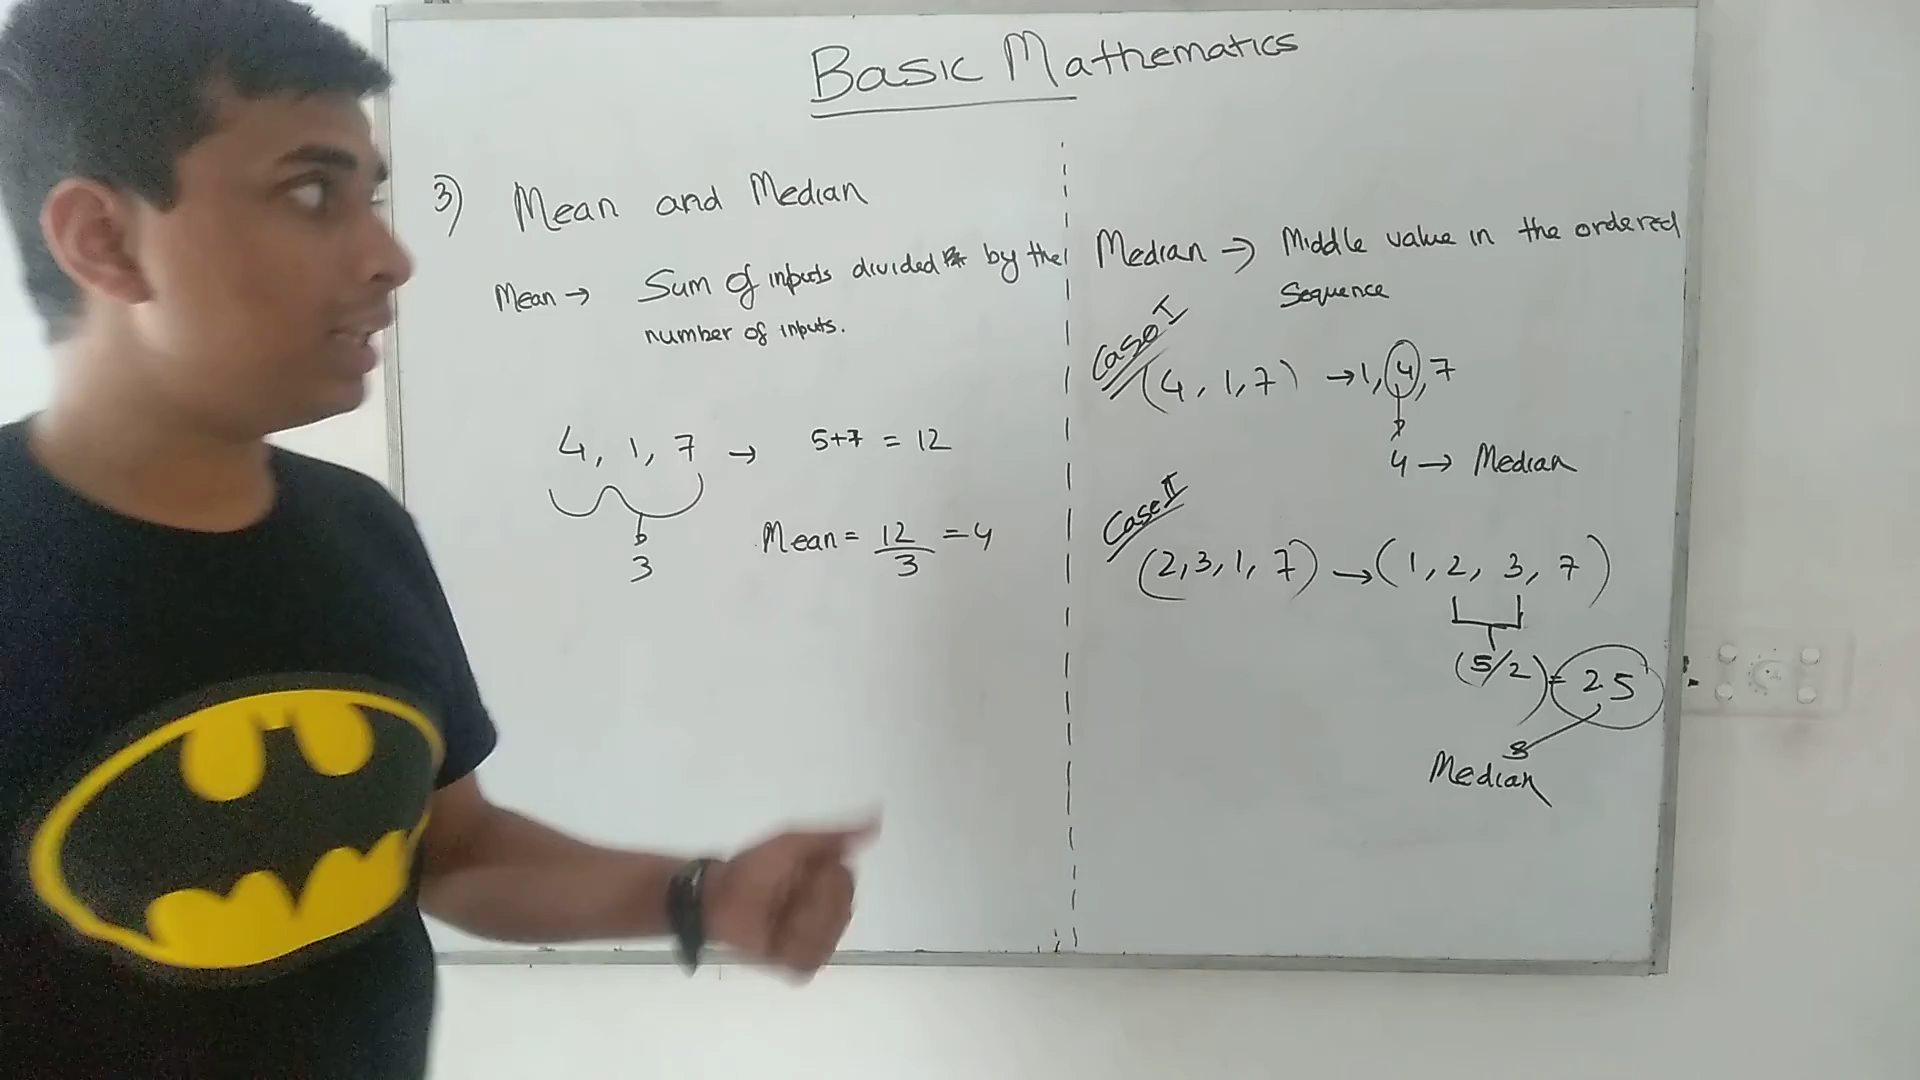 Basic Mathematics
3) Mean and Median
Mean → Sum of inputs divided by the
number of inputs.
4, 1, 7 → 5+7 = 12
3
Mean = 12/3 = 4
Median → Middle value in the ordered
Sequence
Case I
(4, 1, 7) → 1, 4, 7
4 → Median
Case II
(2, 3, 1, 7) → (1, 2, 3, 7)
(5/2) = 2.5
Median